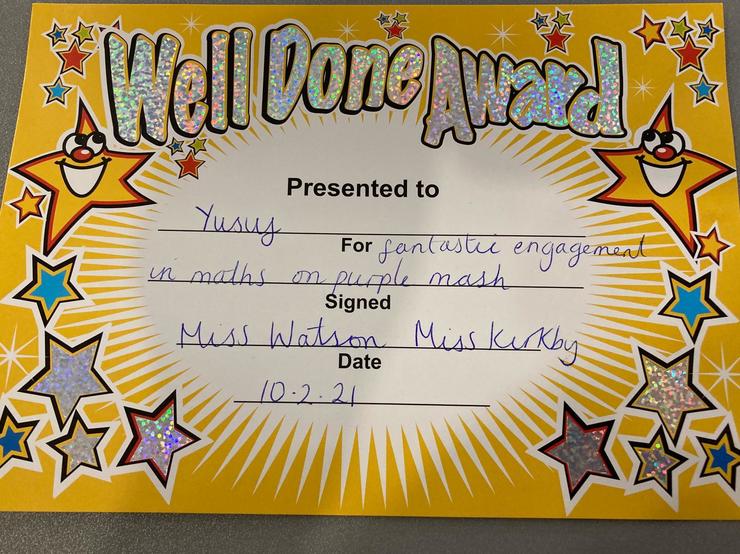 Well Done Award
Presented to
Yusuf
For fantastic engagement
in maths on purple mash
Signed
Miss Watson Miss Kirkby
Date
10.2.21